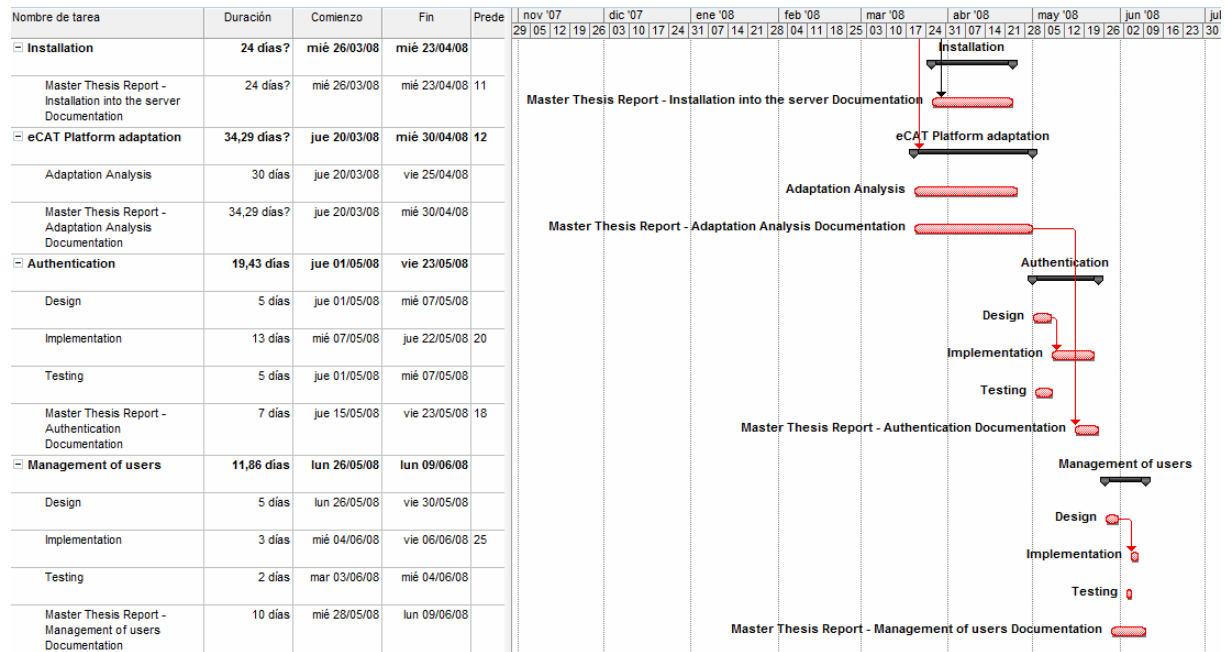 Nombre de tarea Duración Comienzo Fin Prede
nov '07 dic '07 ene '08 feb '08 mar '08 abr '08 may '08 jun '08 jul
29 05 12 19 26 03 10 17 24 31 07 14 21 28 04 11 18 25 03 10 17 24 31 07 14 21 28 05 12 19 26 02 09 16 23 30
Installation 24 días? mié 26/03/08 mié 23/04/08
Installation
Master Thesis Report -
Installation into the server
Documentation
24 días? mié 26/03/08 mié 23/04/08 11
Master Thesis Report - Installation into the server Documentation
eCAT Platform adaptation 34,29 días? jue 20/03/08 mié 30/04/08 12
eCAT Platform adaptation
Adaptation Analysis 30 días jue 20/03/08 vie 25/04/08
Adaptation Analysis
Master Thesis Report -
Adaptation Analysis
Documentation
34,29 días? jue 20/03/08 mié 30/04/08
Master Thesis Report - Adaptation Analysis Documentation
Authentication 19,43 días jue 01/05/08 vie 23/05/08
Authentication
Design 5 días jue 01/05/08 mié 07/05/08
Design
Implementation 13 días mié 07/05/08 jue 22/05/08 20
Implementation
Testing 5 días jue 01/05/08 mié 07/05/08
Testing
Master Thesis Report -
Authentication
Documentation
7 días jue 15/05/08 vie 23/05/08 18
Master Thesis Report - Authentication Documentation
Management of users 11,86 días lun 26/05/08 lun 09/06/08
Management of users
Design 5 días lun 26/05/08 vie 30/05/08
Design
Implementation 3 días mié 04/06/08 vie 06/06/08 25
Implementation
Testing 2 días mar 03/06/08 mié 04/06/08
Testing
Master Thesis Report -
Management of users
Documentation
10 días mié 28/05/08 lun 09/06/08
Master Thesis Report - Management of users Documentation